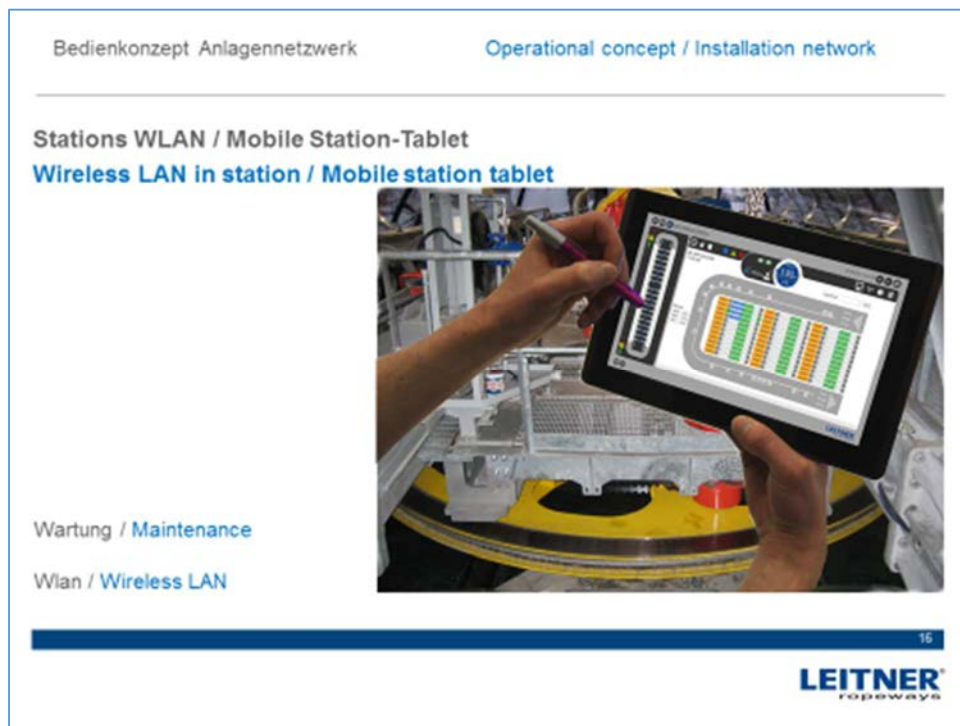 Bedienkonzept Anlagennetzwerk
Operational concept / Installation network
Stations WLAN / Mobile Station-Tablet
Wireless LAN in station / Mobile station tablet
LEITNER
Wartung / Maintenance
Wlan / Wireless LAN
16
LEITNER
ropeways